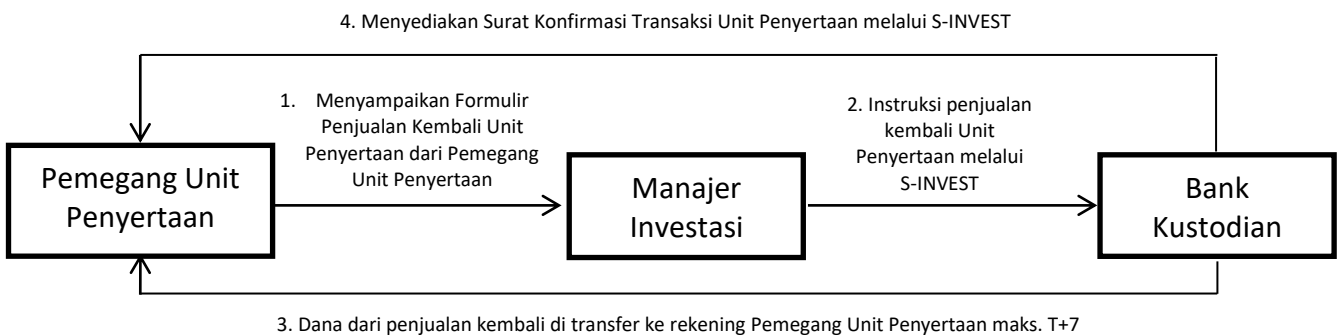 4. Menyediakan Surat Konfirmasi Transaksi Unit Penyertaan melalui S-INVEST
1. Menyampaikan Formulir
Penjualan Kembali Unit
Penyertaan dari Pemegang
Unit Penyertaan
2. Instruksi penjualan
kembali Unit
Penyertaan melalui
S-INVEST
Pemegang Unit
Penyertaan
Manajer
Investasi
Bank
Kustodian
3. Dana dari penjualan kembali di transfer ke rekening Pemegang Unit Penyertaan maks. T+7